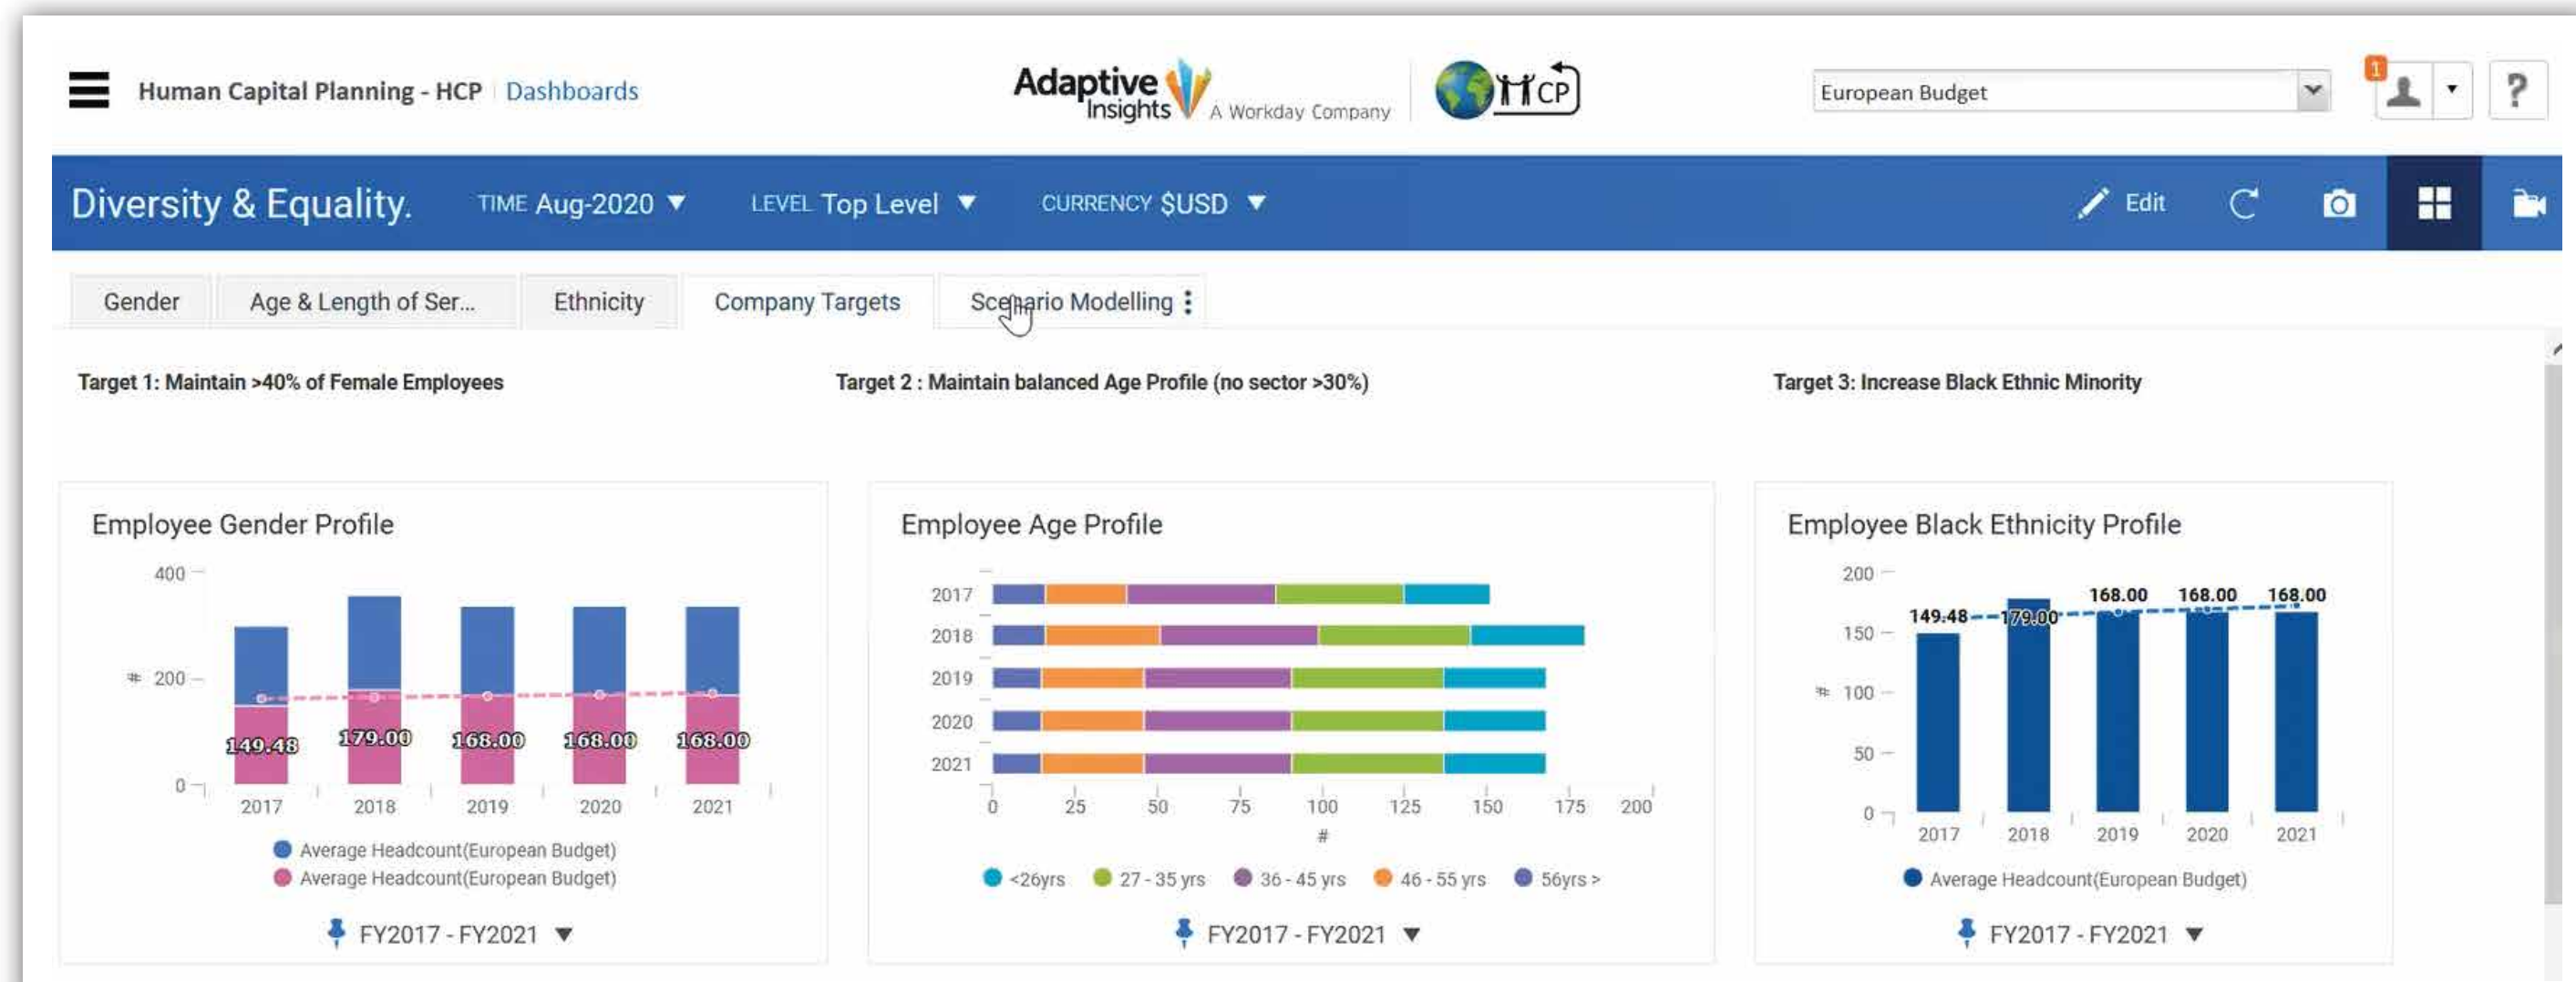 Human Capital Planning - HCP | Dashboards
Adaptive
Insights
A Workday Company
CP
European Budget
1
?
Diversity & Equality.
TIME Aug-2020 ▼
LEVEL Top Level ▼
CURRENCY $USD ▼
Edit
Gender
Age & Length of Ser...
Ethnicity
Company Targets
Scenario Modelling
Target 1: Maintain >40% of Female Employees
Target 2 : Maintain balanced Age Profile (no sector >30%)
Target 3: Increase Black Ethnic Minority
Employee Gender Profile
400
# 200
0
149.48 179.00 168.00 168.00 168.00
2017 2018 2019 2020 2021
Average Headcount(European Budget)
Average Headcount(European Budget)
FY2017 - FY2021 ▼
Employee Age Profile
2017
2018
2019
2020
2021
0 25 50 75 100 125 150 175 200
#
<26yrs 27 - 35 yrs 36 - 45 yrs 46 - 55 yrs 56yrs >
FY2017 - FY2021 ▼
Employee Black Ethnicity Profile
200
150
# 100
50
0
149.48 179.00 168.00 168.00 168.00
2017 2018 2019 2020 2021
Average Headcount(European Budget)
FY2017 - FY2021 ▼